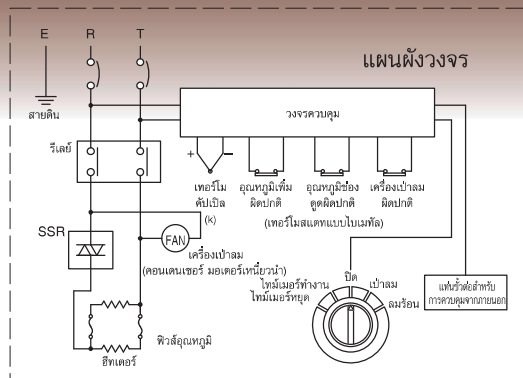 E R T
แผนผังวงจร
สายดิน
วงจรควบคุม
รีเลย์
+ −
เทอร์โม
คัปเปิล
(k)
อุณหภูมิเพิ่ม
ผิดปกติ
อุณหภูมิช่อง
ดูดผิดปกติ
เครื่องเป่าลม
ผิดปกติ
(เทอร์โมสแตทแบบไบเมทัล)
SSR
FAN
เครื่องเป่าลม
(คอนเดนเซอร์ มอเตอร์เหนี่ยวนำ)
ปิด
ไทม์เมอร์ทำงาน
ไทม์เมอร์หยุด
เป่าลม
ลมร้อน
แฟนรั้วต่อสำหรับ
การควบคุมจากภายนอก
ฟิวส์อุณหภูมิ
ฮีทเตอร์